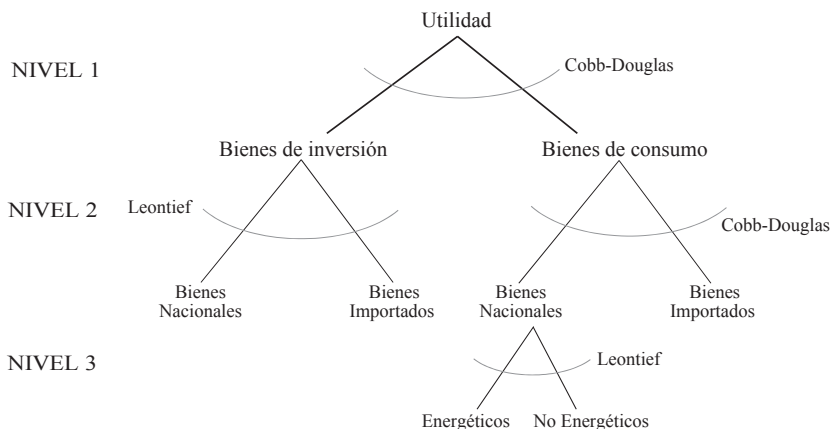 Utilidad
NIVEL 1
Cobb-Douglas
Bienes de inversión
Bienes de consumo
NIVEL 2
Leontief
Cobb-Douglas
Bienes
Nacionales
Bienes
Importados
Bienes
Nacionales
Bienes
Importados
NIVEL 3
Leontief
Energéticos
No Energéticos